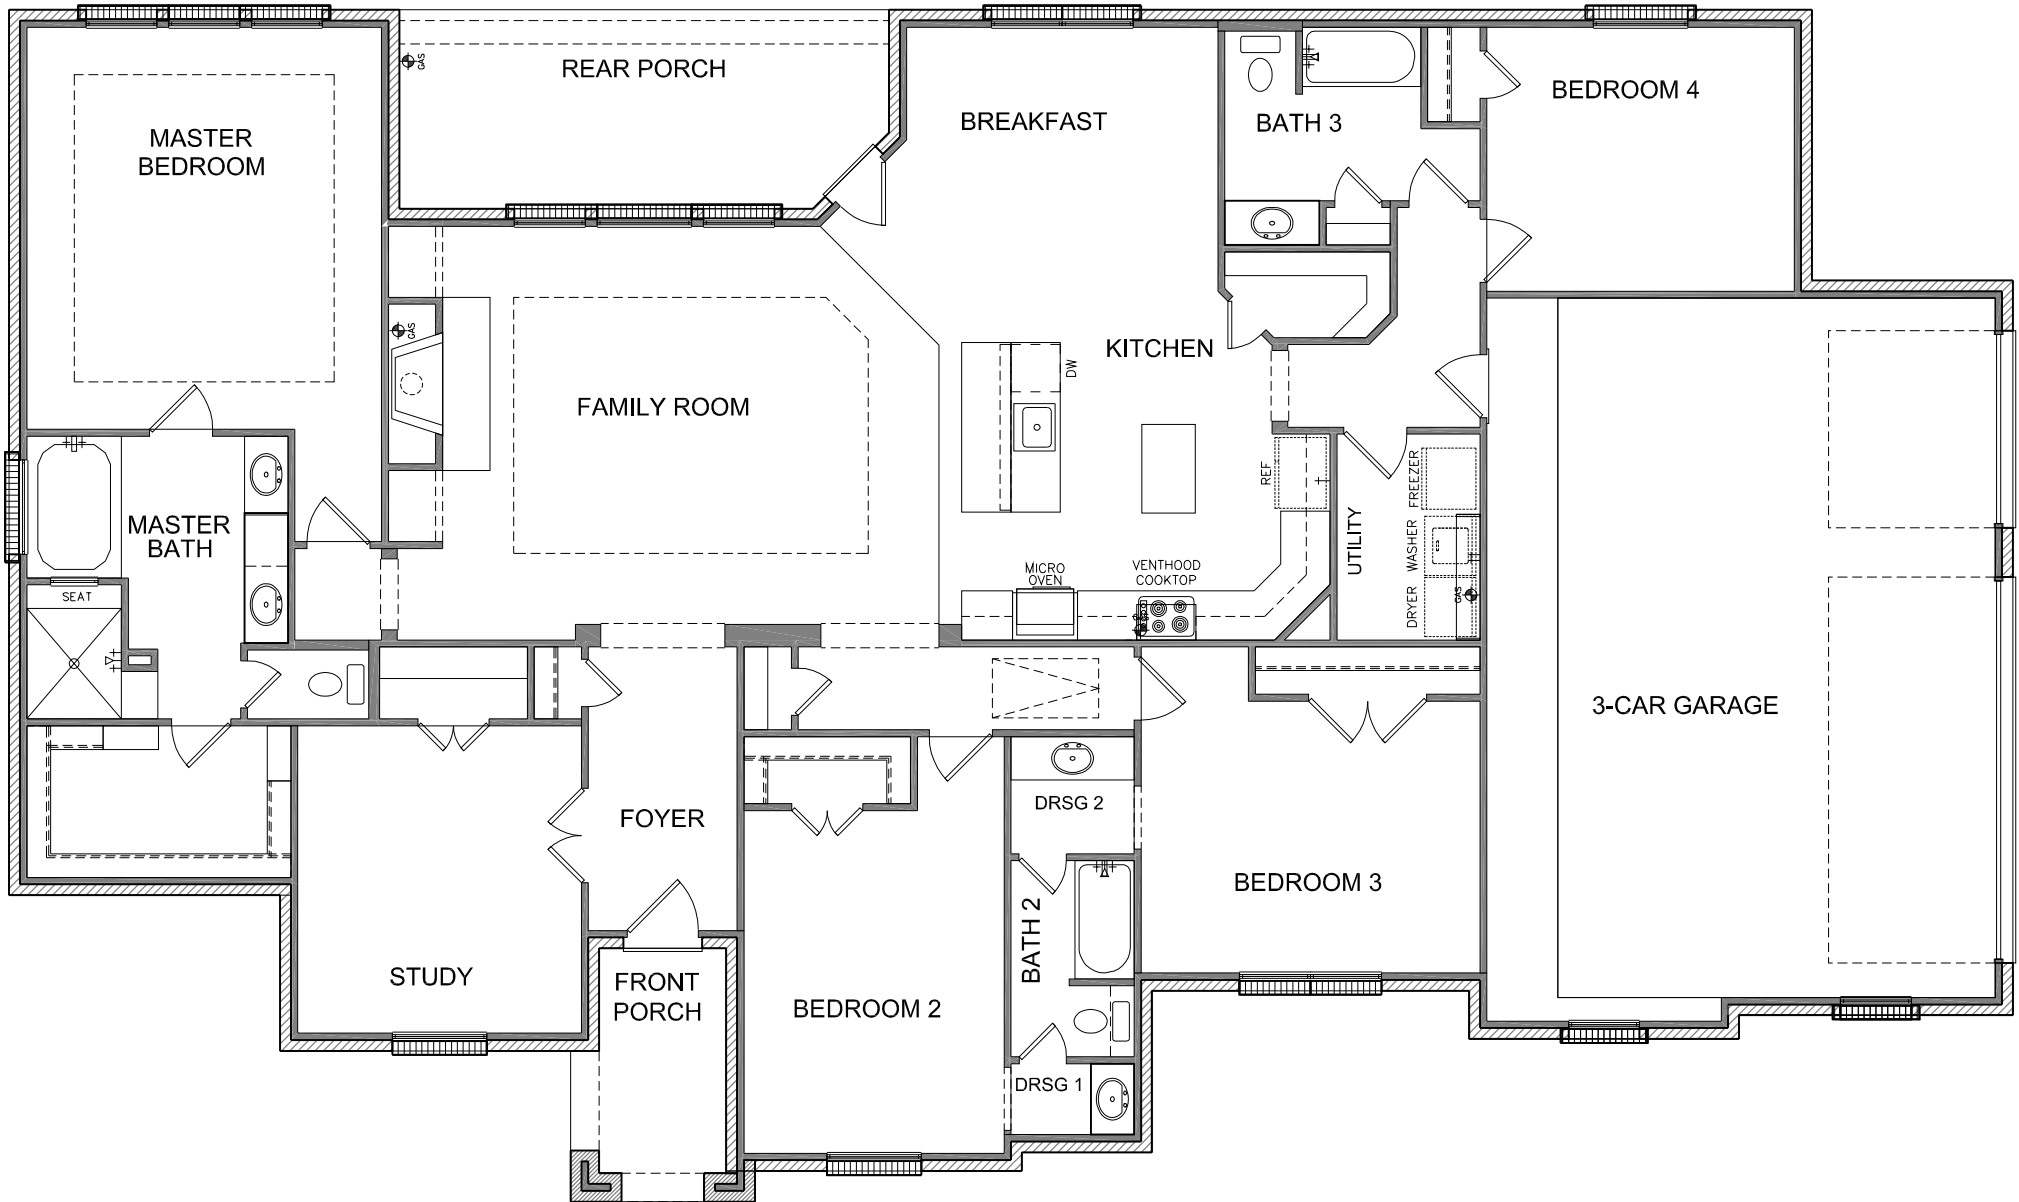 GAS
REAR PORCH
BEDROOM 4
BREAKFAST
BATH 3
MASTER
BEDROOM
GAS
KITCHEN
DW
FAMILY ROOM
REF
FREEZER
MASTER
BATH
UTILITY
WASHER
MICRO
OVEN
VENTHOOD
COOKTOP
SEAT
DRYER
GAS
GAS
3-CAR GARAGE
DRSG 2
FOYER
BEDROOM 3
BATH 2
STUDY
FRONT
PORCH
BEDROOM 2
DRSG 1